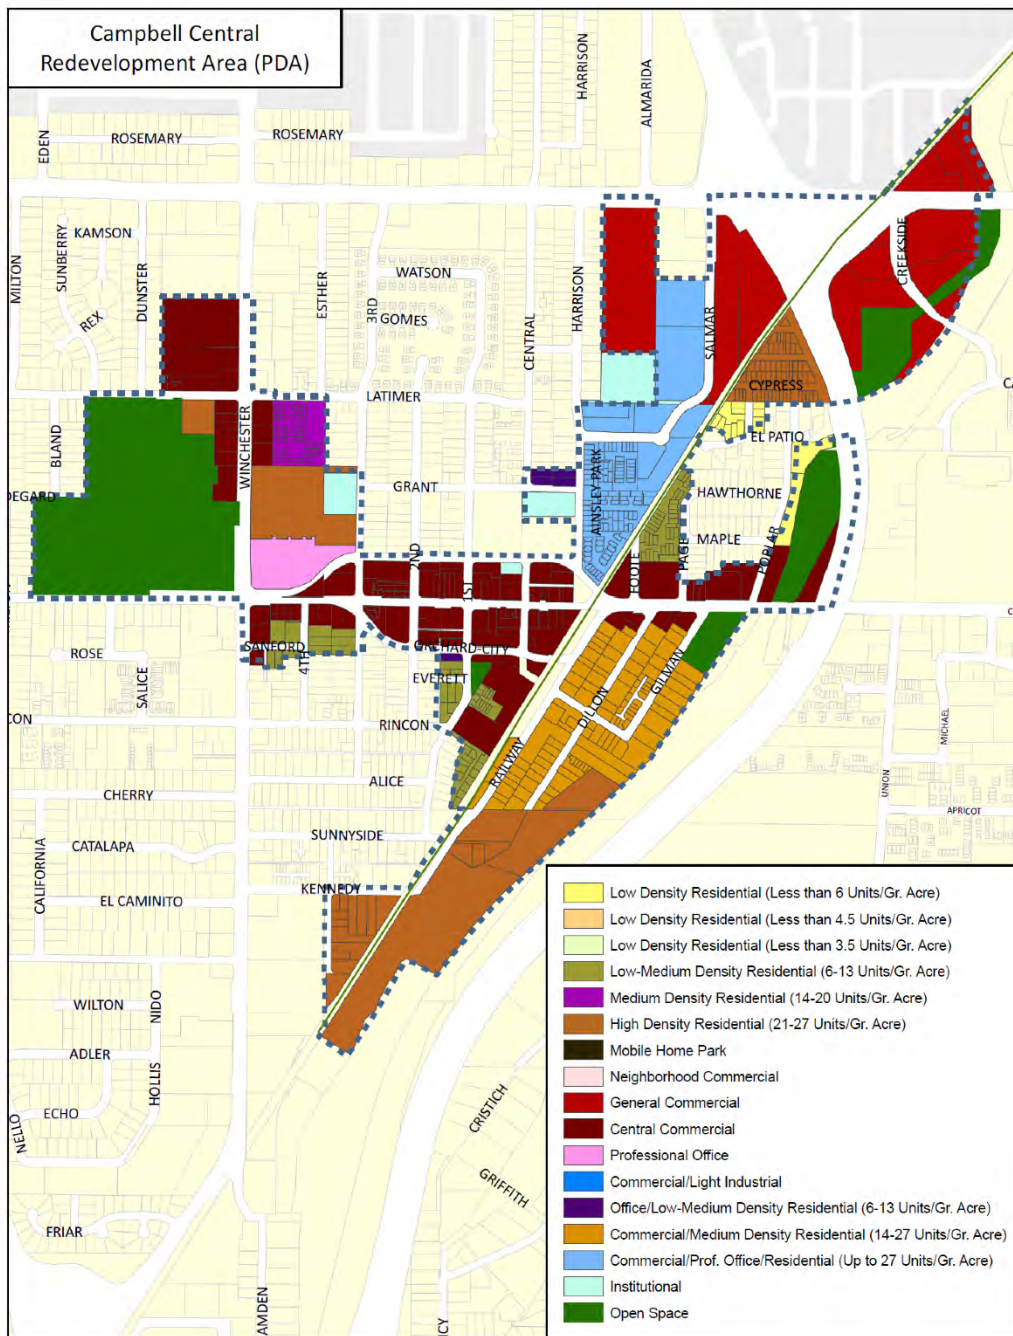 Campbell Central
Redevelopment Area (PDA)
HARRISON
ALMARIDA
EDEN
ROSEMARY
ROSEMARY
MILTON
SUNBERRY
KAMSON
DUNSTER
REX
ESTHER
3RD
WATSON
GOMES
CENTRAL
HARRISON
SALMAR
CREEKSIDE
CYPRESS
LATIMER
BLAND
WINCHESTER
EL PATIO
DEGARD
GRANT
AINSLEY PARK
HAWTHORNE
MAPLE
POPLAR
2ND
1ST
FOOTE
PAGE
ROSE
SALICE
SANFORD
4TH
ORCHARD-CITY
EVERETT
GILMAN
DILLON
CON
RINCON
RAILWAY
MICHAEL
UNION
ALICE
CHERRY
APRICOT
SUNNYSIDE
CALIFORNIA
CATALAPA
KENNEDY
EL CAMINITO
WILTON
NIDO
ADLER
HOLLIS
ECHO
NELLO
CRISTICH
GRIFFITH
FRIAR
AMDEN
ICY
Low Density Residential (Less than 6 Units/Gr. Acre)
Low Density Residential (Less than 4.5 Units/Gr. Acre)
Low Density Residential (Less than 3.5 Units/Gr. Acre)
Low-Medium Density Residential (6-13 Units/Gr. Acre)
Medium Density Residential (14-20 Units/Gr. Acre)
High Density Residential (21-27 Units/Gr. Acre)
Mobile Home Park
Neighborhood Commercial
General Commercial
Central Commercial
Professional Office
Commercial/Light Industrial
Office/Low-Medium Density Residential (6-13 Units/Gr. Acre)
Commercial/Medium Density Residential (14-27 Units/Gr. Acre)
Commercial/Prof. Office/Residential (Up to 27 Units/Gr. Acre)
Institutional
Open Space